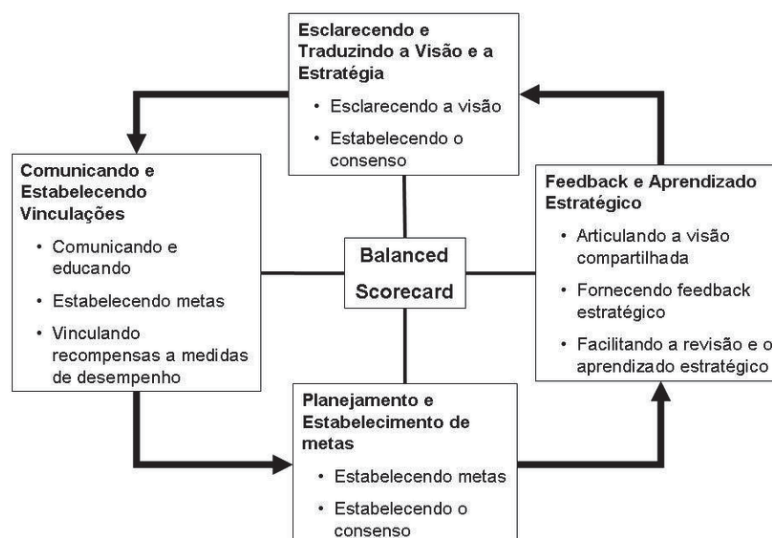 Esclarecendo e
Traduzindo a Visão e a
Estratégia
• Esclarecendo a visão
• Estabelecendo o
consenso
Comunicando e
Estabelecendo
Vinculações
• Comunicando e
educando
• Estabelecendo metas
• Vinculando
recompensas a medidas
de desempenho
Balanced
Scorecard
Feedback e Aprendizado
Estratégico
• Articulando a visão
compartilhada
• Fornecendo feedback
estratégico
• Facilitando a revisão e o
aprendizado estratégico
Planejamento e
Estabelecimento de
metas
• Estabelecendo metas
• Estabelecendo o
consenso